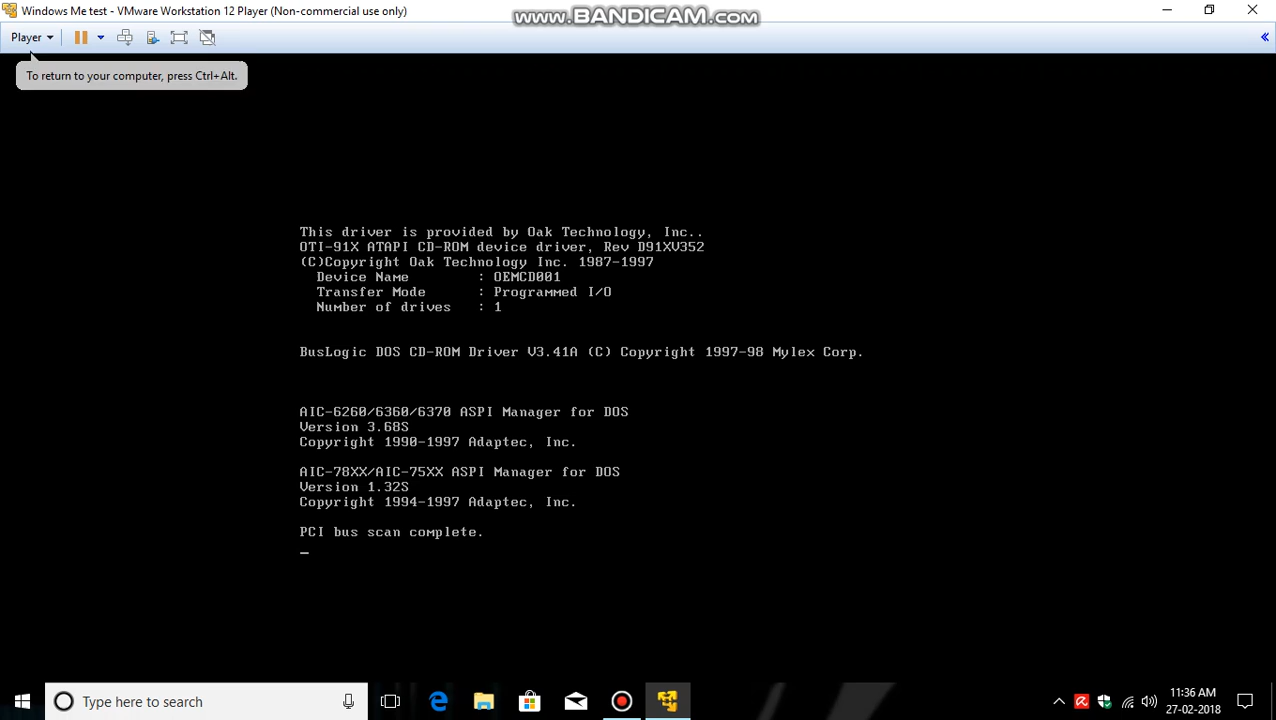 Windows Me test - VMware Workstation 12 Player (Non-commercial use only)
www.BANDICAM.com
Player
To return to your computer, press Ctrl+Alt.
This driver is provided by Oak Technology, Inc..
OTI-91X ATAPI CD-ROM device driver, Rev D91XV352
(C)Copyright Oak Technology Inc. 1987-1997
Device Name : OEMCD001
Transfer Mode : Programmed I/O
Number of drives : 1
BusLogic DOS CD-ROM Driver V3.41A (C) Copyright 1997-98 Mylex Corp.
AIC-6260/6360/6370 ASPI Manager for DOS
Version 3.68S
Copyright 1990-1997 Adaptec, Inc.
AIC-78XX/AIC-75XX ASPI Manager for DOS
Version 1.32S
Copyright 1994-1997 Adaptec, Inc.
PCI bus scan complete.
_
Type here to search
11:36 AM
27-02-2018